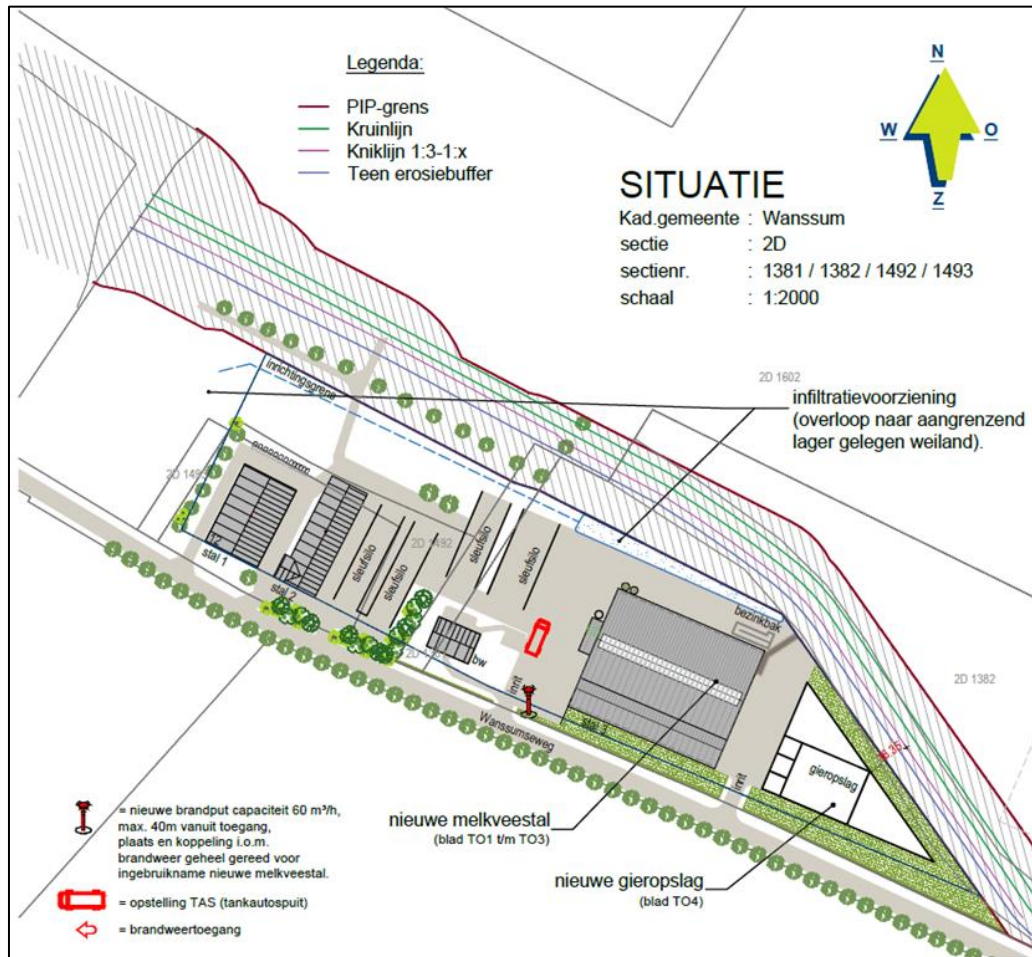 Legenda:
PIP-grens
Kruinlijn
Kniklijn 1:3-1:x
Teen erosiebuffer
N
W
O
Z
SITUATIE
Kad.gemeente : Wanssum
sectie : 2D
sectienr. : 1381 / 1382 / 1492 / 1493
schaal : 1:2000
2D 1602
infiltratievoorziening
(overloop naar aangrenzend
lager gelegen weiland).
inrichtingsgrens
stal 1
stal 2
sleufsilo
sleufsilo
2D 1492
sleufsilo
sleufsilo
bezinkbak
2D 1382
bw
inrit
stal 3
Wanssumseweg
inrit
gieropslag
nieuwe melkveestal
(blad TO1 t/m TO3)
nieuwe gieropslag
(blad TO4)
= nieuwe brandput capaciteit 60 m³/h,
max. 40m vanuit toegang,
plaats en koppeling i.o.m.
brandweer geheel gereed voor
ingebruikname nieuwe melkveestal.
= opstelling TAS (tankautospuit)
= brandweertoegang